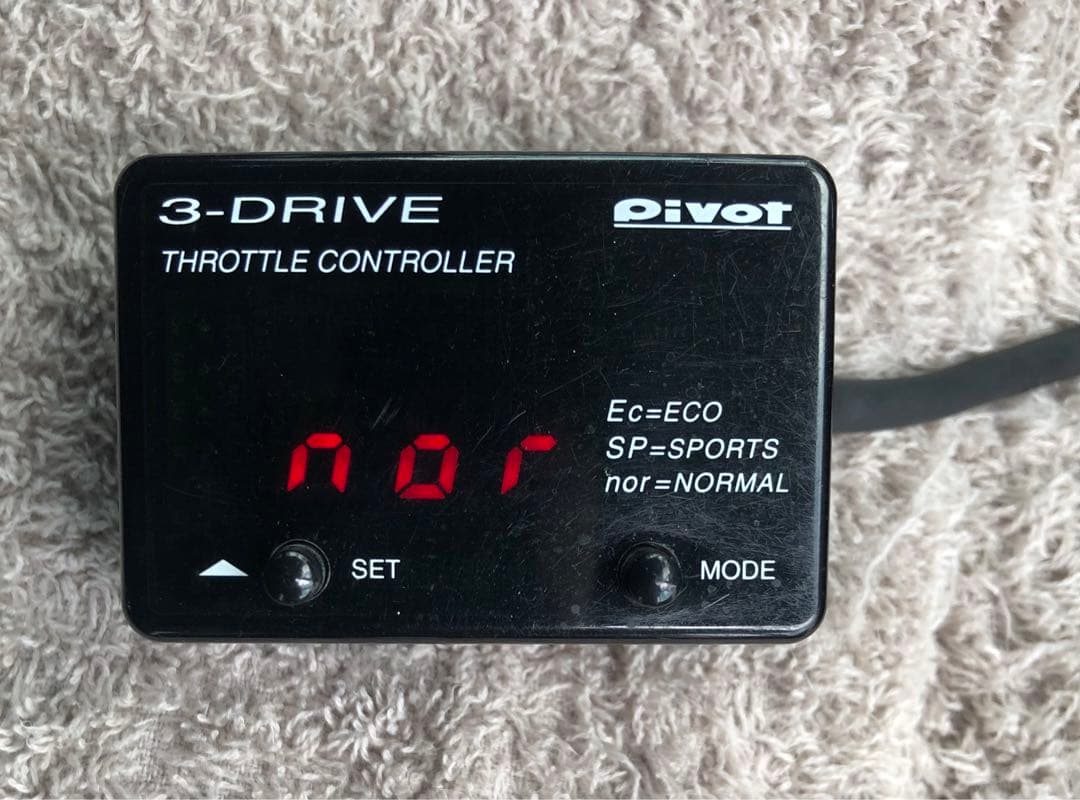 3-DRIVE
Pivot
THROTTLE CONTROLLER
Ec=ECO
SP=SPORTS
nor=NORMAL
nor
SET
MODE